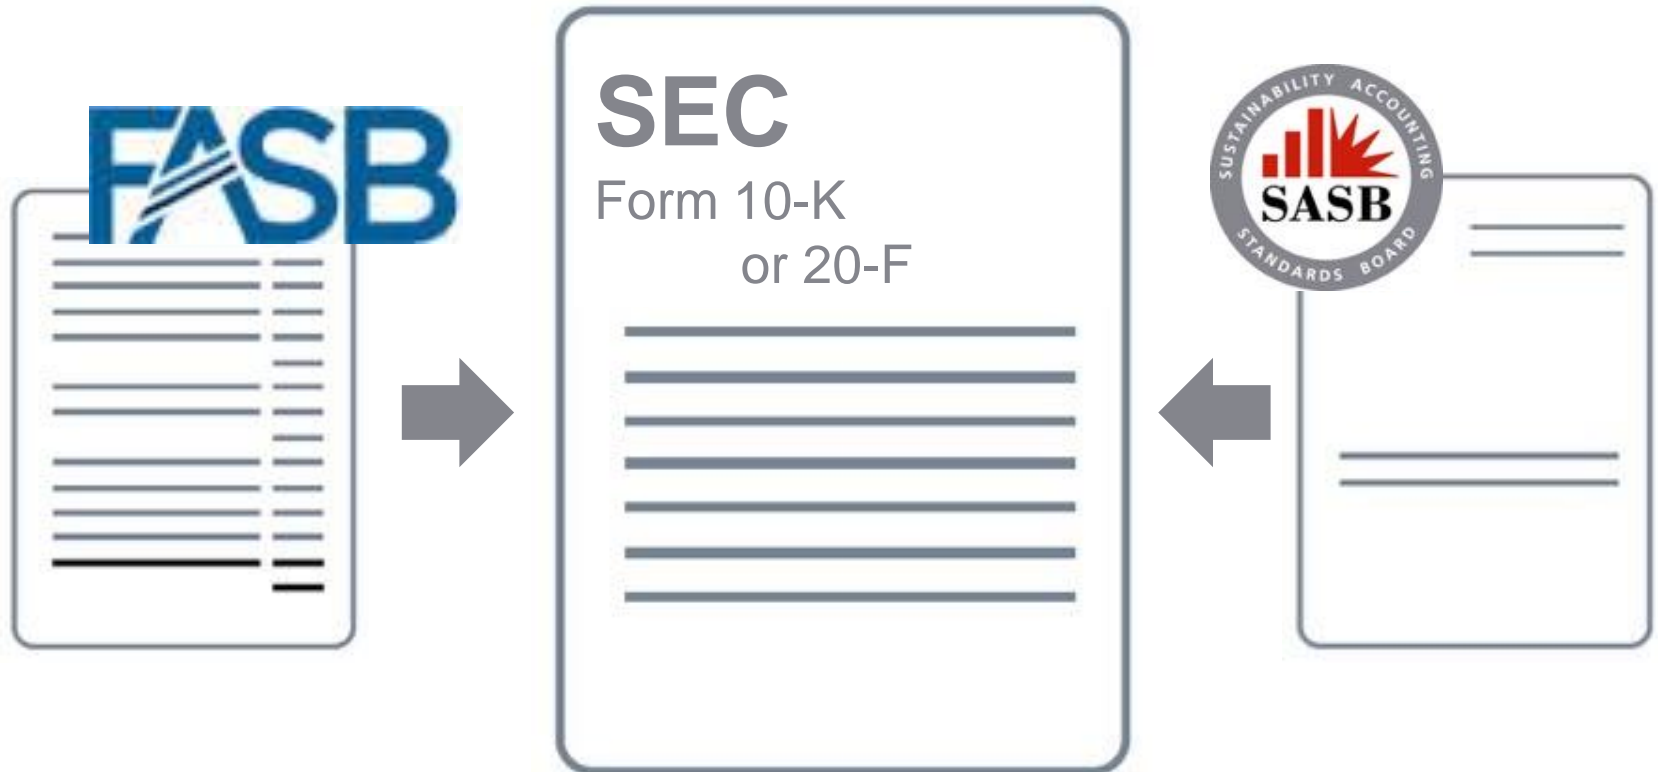 FASB
SEC
Form 10-K
or 20-F
SUSTAINABILITY ACCOUNTING
SASB
STANDARDS BOARD